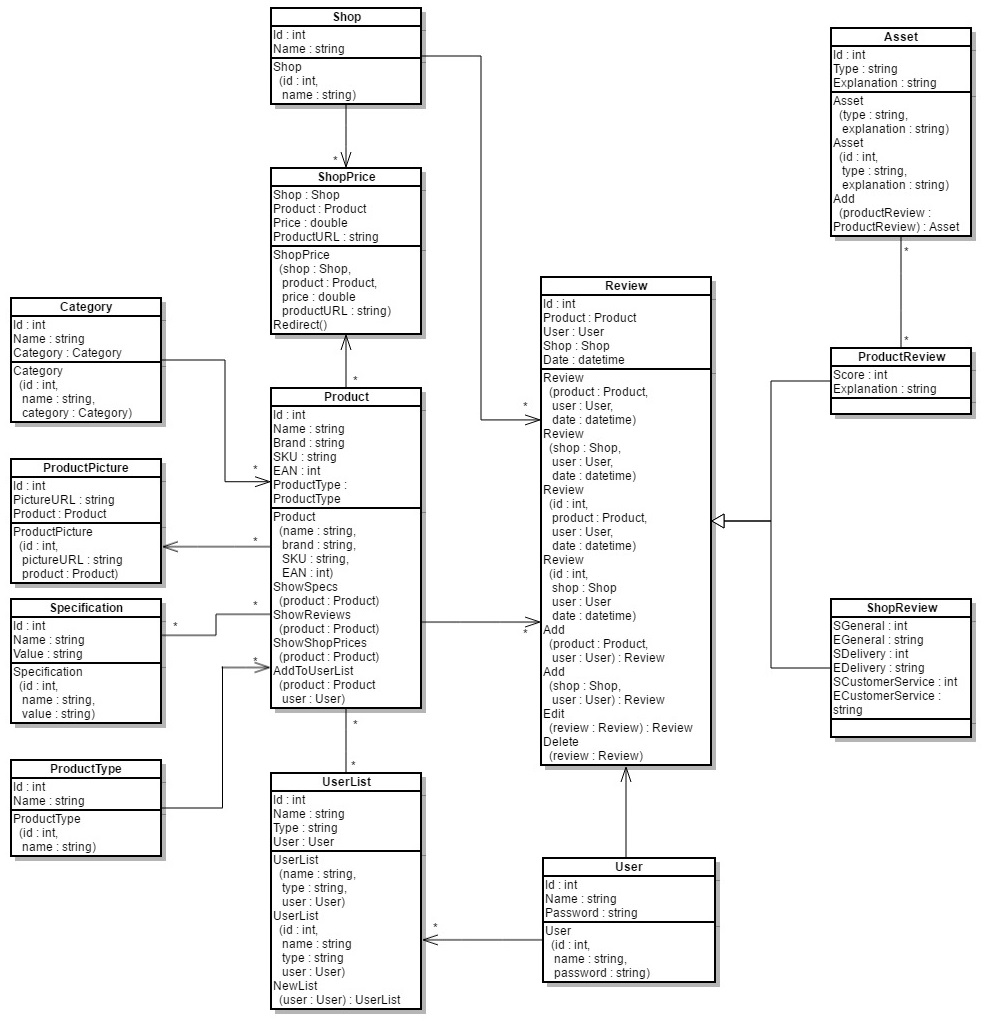 Shop
Id : int
Name : string
Shop
(id : int,
name : string)
*
ShopPrice
Shop : Shop
Product : Product
Price : double
ProductURL : string
ShopPrice
(shop : Shop,
product : Product,
price : double
productURL : string)
Redirect()
*
Category
Id : int
Name : string
Category : Category
Category
(id : int,
name : string,
category : Category)
*
ProductPicture
Id : int
PictureURL : string
Product : Product
ProductPicture
(id : int,
pictureURL : string
product : Product)
*
Specification
Id : int
Name : string
Value : string
Specification
(id : int,
name : string,
value : string)
*
*
ProductType
Id : int
Name : string
ProductType
(id : int,
name : string)
*
Product
Id : int
Name : string
Brand : string
SKU : string
EAN : int
ProductType :
ProductType
Product
(name : string,
brand : string,
SKU : string,
EAN : int)
ShowSpecs
(product : Product)
ShowReviews
(product : Product)
ShowShopPrices
(product : Product)
AddToUserList
(product : Product
user : User)
*
*
UserList
Id : int
Name : string
Type : string
User : User
UserList
(name : string,
type : string,
user : User)
UserList
(id : int,
name : string
type : string
user : User)
NewList
(user : User) : UserList
*
*
*
Review
Id : int
Product : Product
User : User
Shop : Shop
Date : datetime
Review
(product : Product,
user : User,
date : datetime)
Review
(shop : Shop,
user : User,
date : datetime)
Review
(id : int,
product : Product,
user : User,
date : datetime)
Review
(id : int,
shop : Shop
user : User
date : datetime)
Add
(product : Product,
user : User) : Review
Add
(shop : Shop,
user : User) : Review
Edit
(review : Review) : Review
Delete
(review : Review)
User
Id : int
Name : string
Password : string
User
(id : int,
name : string,
password : string)
Asset
Id : int
Type : string
Explanation : string
Asset
(type : string,
explanation : string)
Asset
(id : int,
type : string,
explanation : string)
Add
(productReview :
ProductReview) : Asset
*
*
ProductReview
Score : int
Explanation : string
ShopReview
SGeneral : int
EGeneral : string
SDelivery : int
EDelivery : string
SCustomerService : int
ECustomerService :
string